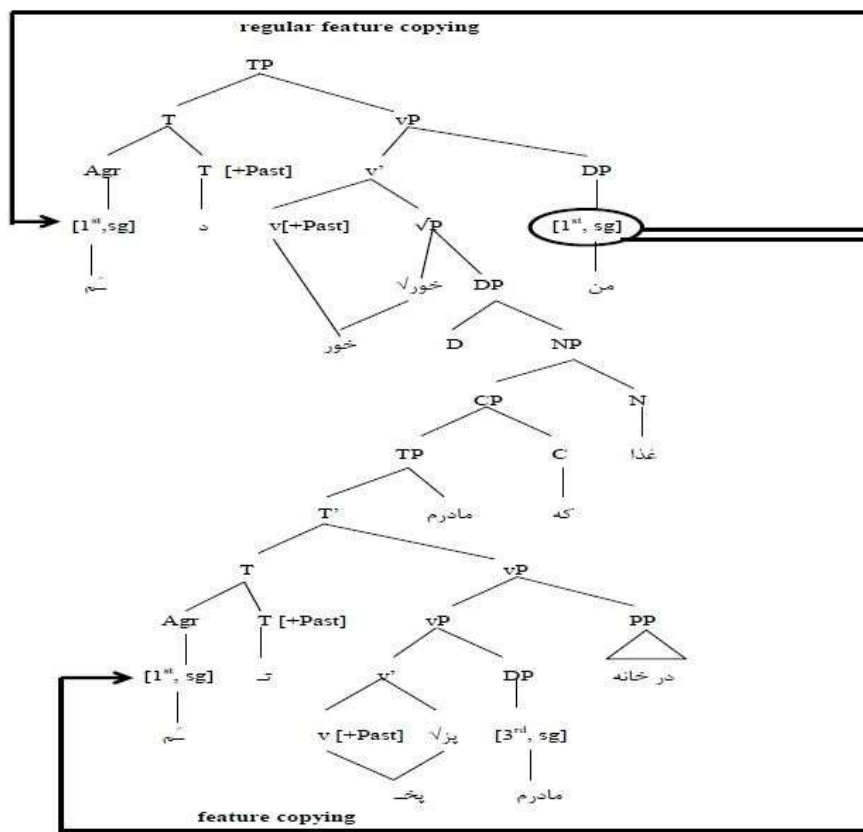 regular feature copying
TP
T vP
Agr T [+Past] v' DP
[1st,sg] د v[+Past] √P [1st, sg]
ـَم √خور DP من
خور D NP
CP N
TP C غذا
T' مادرم که
T vP
Agr T [+Past] vP PP
[1st, sg] تـ v' DP در خانه
ـَم v [+Past] √پز [3rd, sg]
پخـ مادرم
feature copying